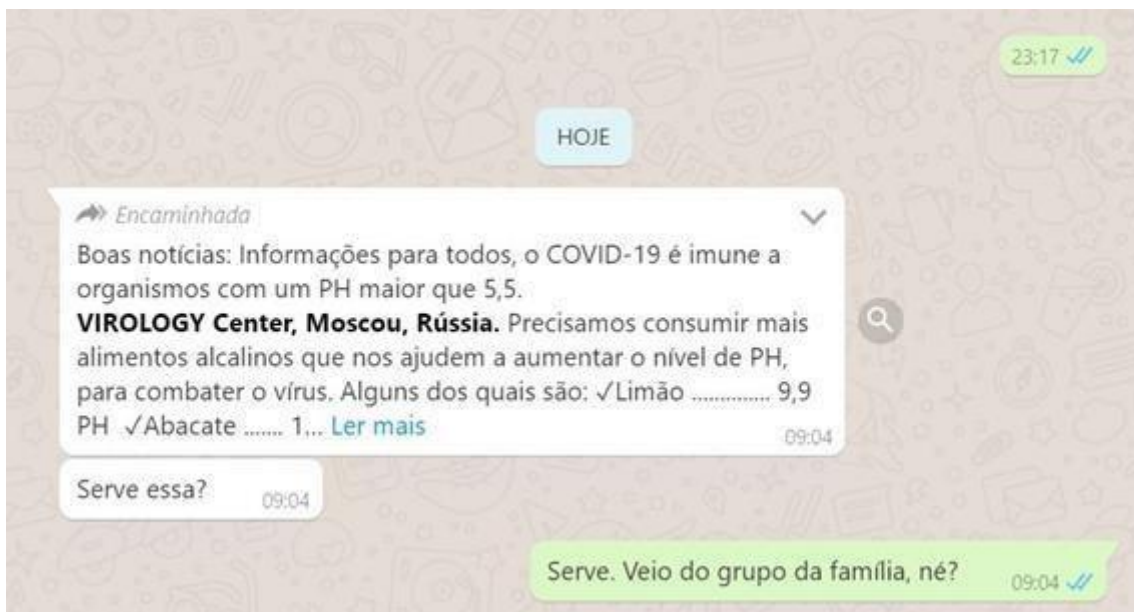 23:17
HOJE
Encaminhada
Boas notícias: Informações para todos, o COVID-19 é imune a
organismos com um PH maior que 5,5.
VIROLOGY Center, Moscou, Rússia. Precisamos consumir mais
alimentos alcalinos que nos ajudem a aumentar o nível de PH,
para combater o vírus. Alguns dos quais são: ✓Limão .............. 9,9
PH ✓Abacate ....... 1... Ler mais
09:04
Serve essa?
09:04
Serve. Veio do grupo da família, né?
09:04